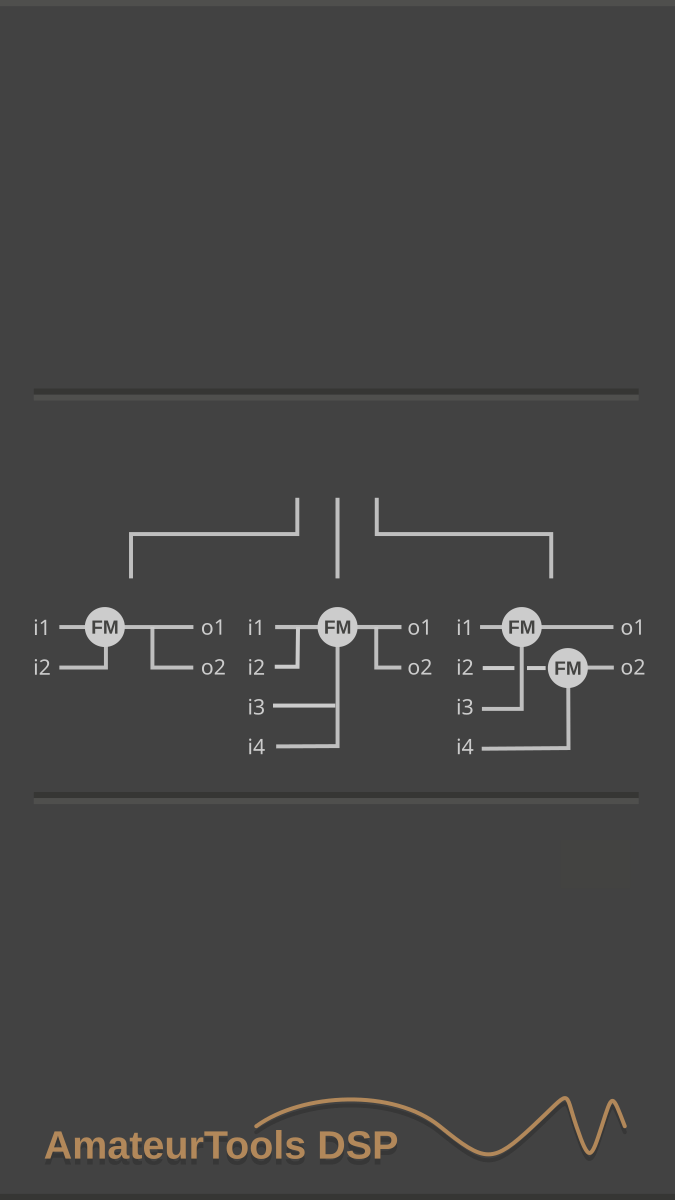 i1 FM o1 i1 FM o1 i1 FM o1
i2 o2 i2 o2 i2 FM o2
i3 i3
i4 i4
AmateurTools DSP